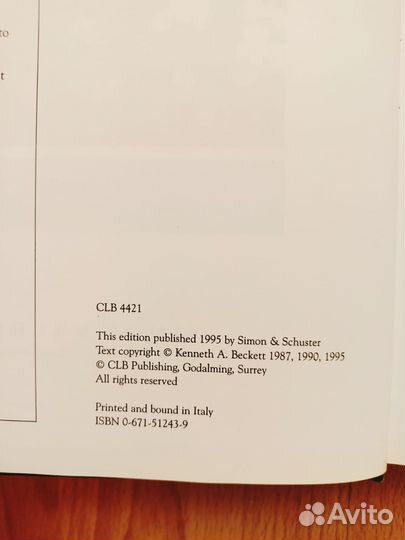 to
t
CLB 4421
This edition published 1995 by Simon & Schuster
Text copyright © Kenneth A. Beckett 1987, 1990, 1995
© CLB Publishing, Godalming, Surrey
All rights reserved
Printed and bound in Italy
ISBN 0-671-51243-9
Avito